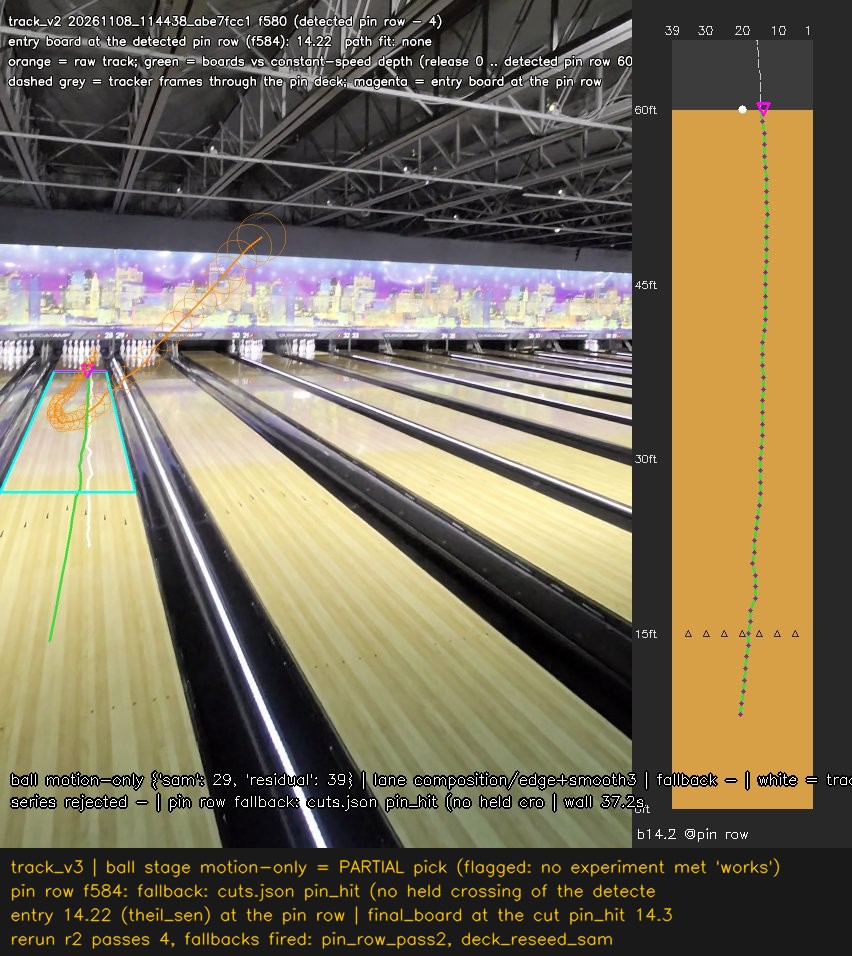 track_v2 20261108_114438_abe7fcc1 f580 (detected pin row − 4)
entry board at the detected pin row (f584): 14.22 path fit: none
orange = raw track; green = boards vs constant-speed depth (release 0 .. detected pin row 60
dashed grey = tracker frames through the pin deck; magenta = entry board at the pin row
39 30 20 10 1
60ft
45ft
30ft
15ft
0ft
ball motion-only {'sam': 29, 'residual': 39} | lane composition/edge+smooth3 | fallback − | white = trac
series rejected − | pin row fallback: cuts.json pin_hit (no held cro | wall 37.2s
b14.2 @pin row
track_v3 | ball stage motion-only = PARTIAL pick (flagged: no experiment met 'works')
pin row f584: fallback: cuts.json pin_hit (no held crossing of the detecte
entry 14.22 (theil_sen) at the pin row | final_board at the cut pin_hit 14.3
rerun r2 passes 4, fallbacks fired: pin_row_pass2, deck_reseed_sam